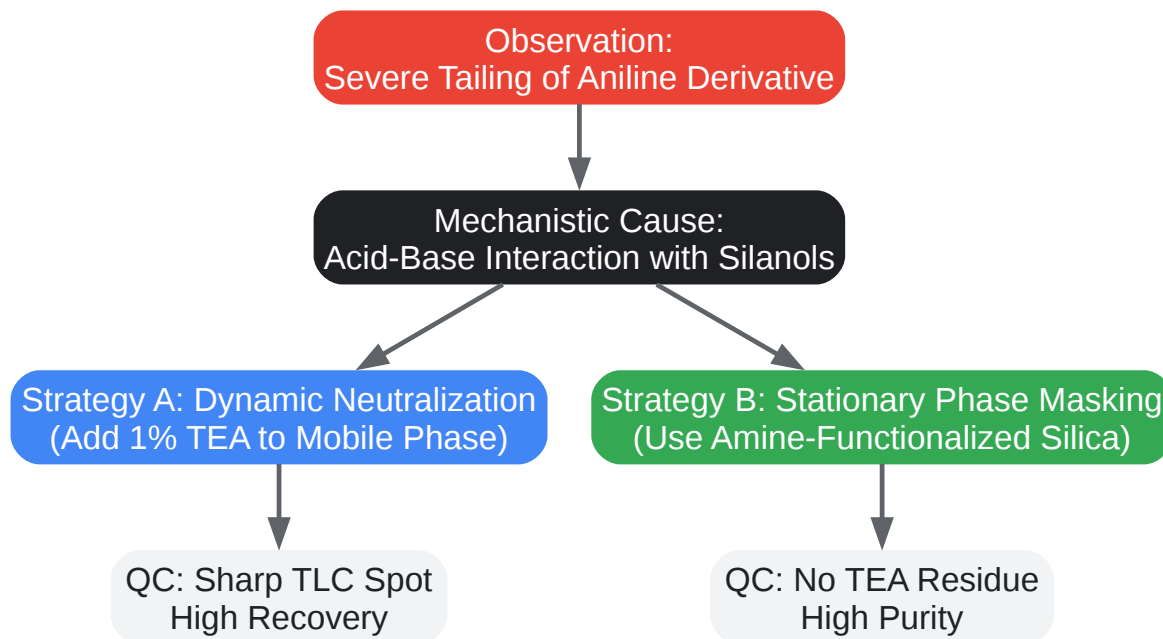 Observation:
Severe Tailing of Aniline Derivative
Mechanistic Cause:
Acid-Base Interaction with Silanols
Strategy A: Dynamic Neutralization
(Add 1% TEA to Mobile Phase)
Strategy B: Stationary Phase Masking
(Use Amine-Functionalized Silica)
QC: Sharp TLC Spot
High Recovery
QC: No TEA Residue
High Purity